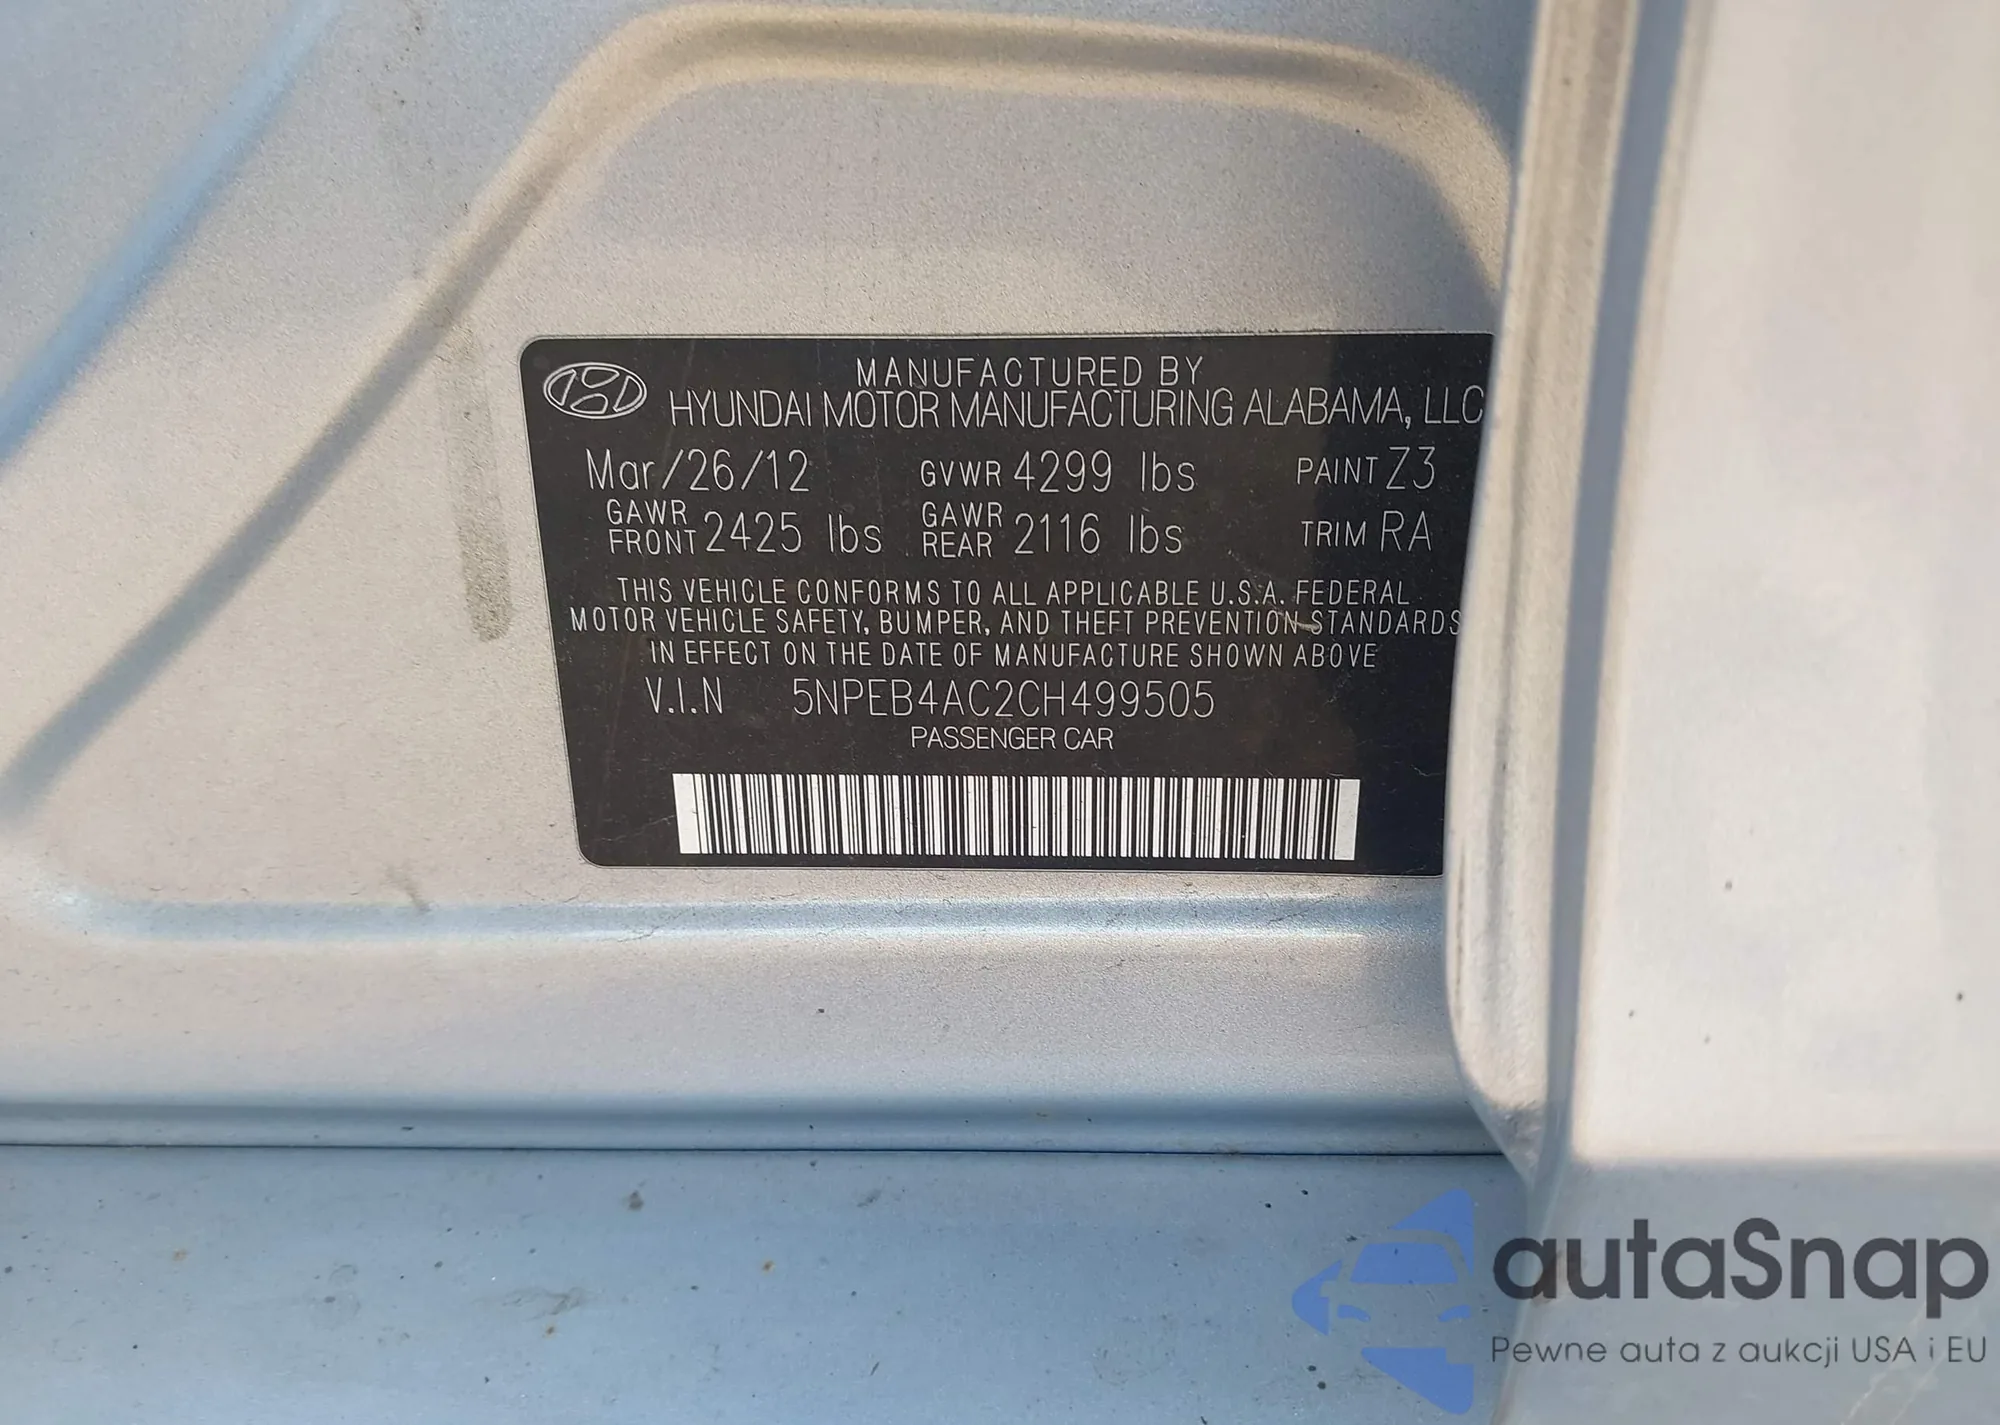 MANUFACTURED BY
HYUNDAI MOTOR MANUFACTURING ALABAMA, LLC
Mar/26/12 GVWR 4299 lbs PAINT Z3
GAWR FRONT 2425 lbs GAWR REAR 2116 lbs TRIM RA
THIS VEHICLE CONFORMS TO ALL APPLICABLE U.S.A. FEDERAL
MOTOR VEHICLE SAFETY, BUMPER, AND THEFT PREVENTION STANDARDS
IN EFFECT ON THE DATE OF MANUFACTURE SHOWN ABOVE
V.I.N 5NPEB4AC2CH499505
PASSENGER CAR
autaSnap
Pewne auta z aukcji USA i EU